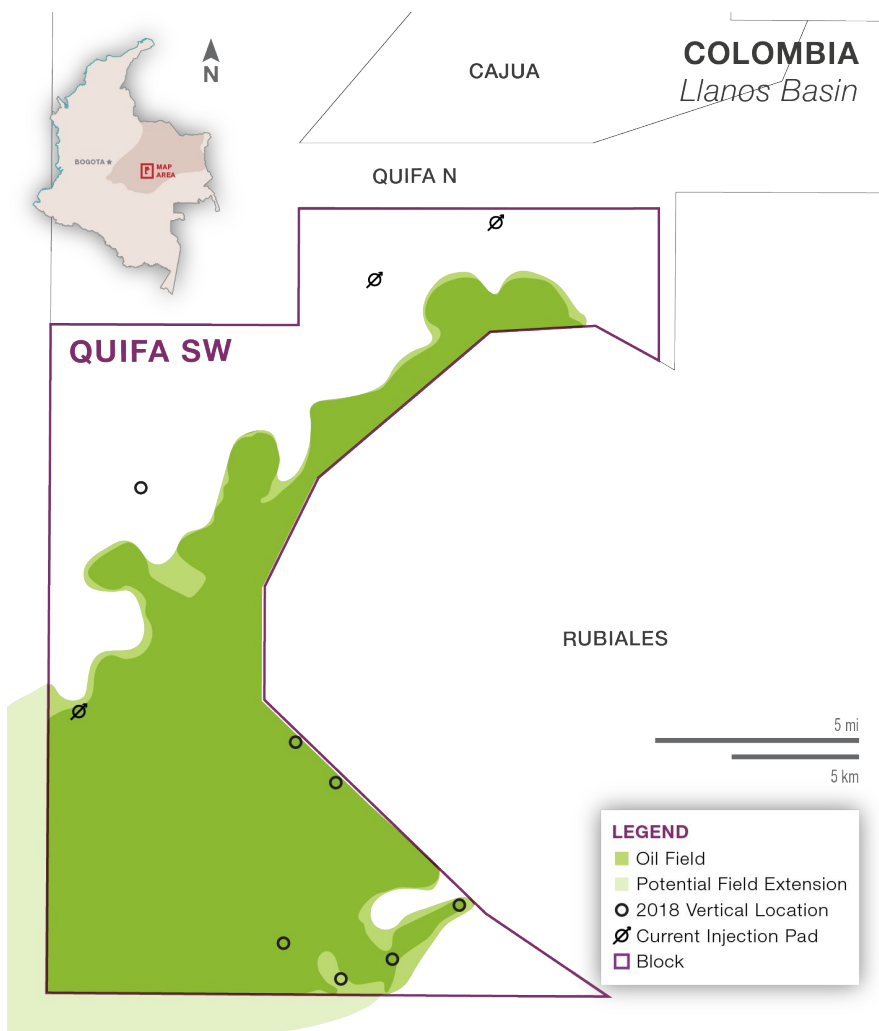 COLOMBIA
Llanos Basin
N
CAJUA
BOGOTA
MAP
AREA
QUIFA N
QUIFA SW
RUBIALES
5 mi
5 km
LEGEND
Oil Field
Potential Field Extension
2018 Vertical Location
Current Injection Pad
Block